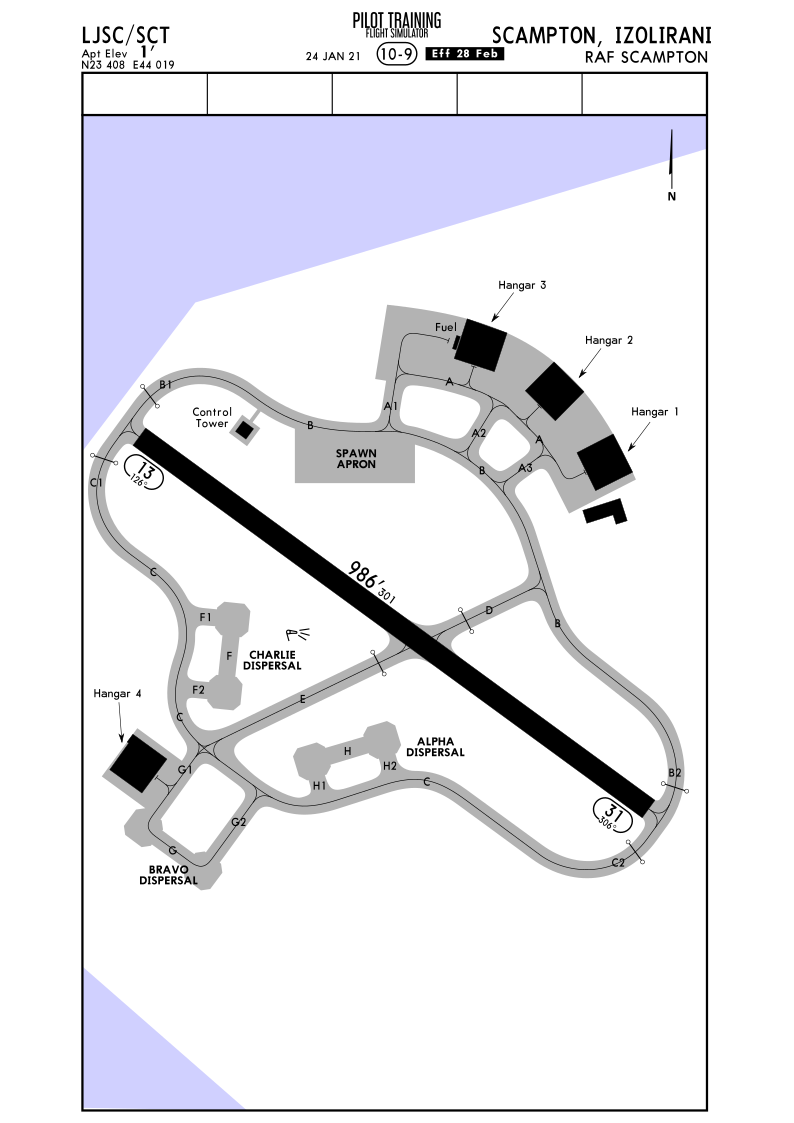 LJSC/SCT
Apt Elev 1'
N23 408 E44 019
PILOT TRAINING
FLIGHT SIMULATOR
24 JAN 21 10-9 Eff 28 Feb
SCAMPTON, IZOLIRANI
RAF SCAMPTON
N
Hangar 3
Fuel
Hangar 2
A
B1
A1
Hangar 1
Control
Tower
B
A2
A
SPAWN
APRON
B
A3
13
126°
C1
986'
301
C
F1
D
B
F
CHARLIE
DISPERSAL
F2
E
Hangar 4
C
ALPHA
DISPERSAL
H
G1
H2
H1
C
B2
31
306°
G2
G
C2
BRAVO
DISPERSAL